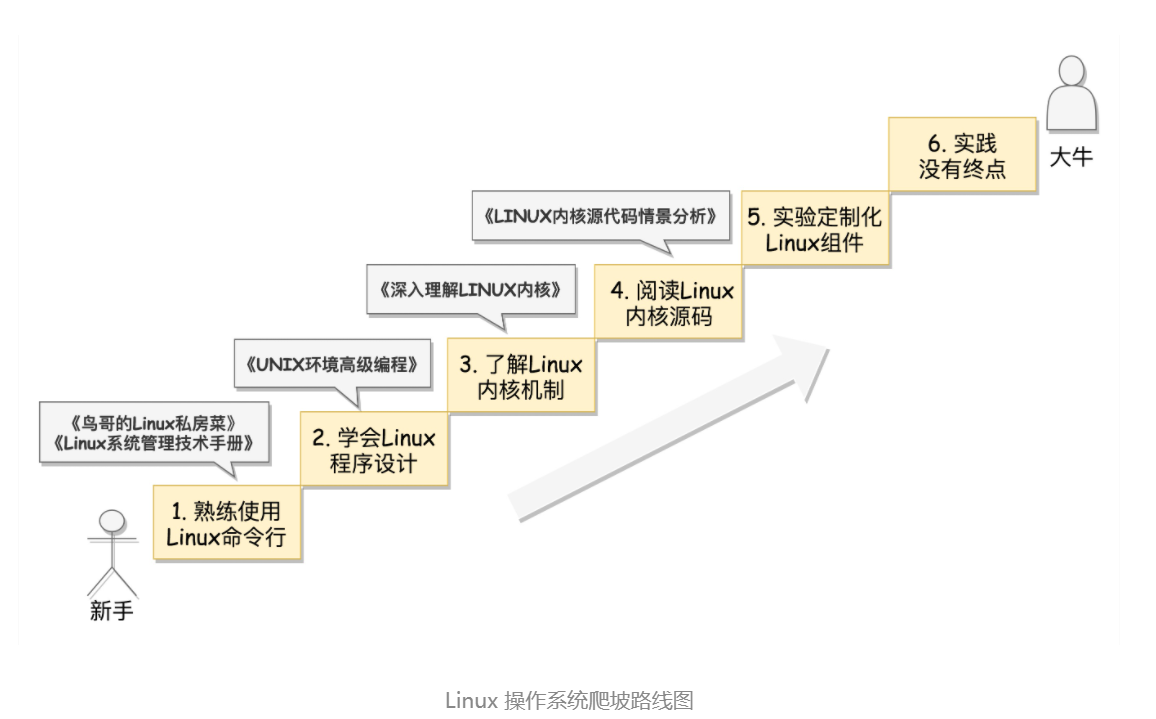 大牛
6. 实践
没有终点
《LINUX内核源代码情景分析》
5. 实验定制化
Linux组件
《深入理解LINUX内核》
4. 阅读Linux
内核源码
《UNIX环境高级编程》
3. 了解Linux
内核机制
《鸟哥的Linux私房菜》
《Linux系统管理技术手册》
2. 学会Linux
程序设计
1. 熟练使用
Linux命令行
新手
Linux 操作系统爬坡路线图